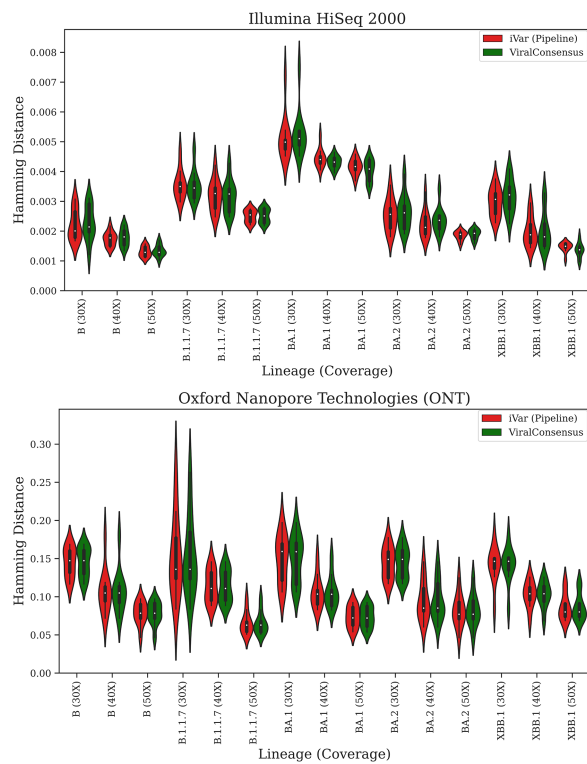 Illumina HiSeq 2000
iVar (Pipeline)
ViralConsensus
Hamming Distance
0.008
0.007
0.006
0.005
0.004
0.003
0.002
0.001
0.000
B (30X)
B (40X)
B (50X)
B.1.1.7 (30X)
B.1.1.7 (40X)
B.1.1.7 (50X)
BA.1 (30X)
BA.1 (40X)
BA.1 (50X)
BA.2 (30X)
BA.2 (40X)
BA.2 (50X)
XBB.1 (30X)
XBB.1 (40X)
XBB.1 (50X)
Lineage (Coverage)
Oxford Nanopore Technologies (ONT)
iVar (Pipeline)
ViralConsensus
Hamming Distance
0.30
0.25
0.20
0.15
0.10
0.05
0.00
B (30X)
B (40X)
B (50X)
B.1.1.7 (30X)
B.1.1.7 (40X)
B.1.1.7 (50X)
BA.1 (30X)
BA.1 (40X)
BA.1 (50X)
BA.2 (30X)
BA.2 (40X)
BA.2 (50X)
XBB.1 (30X)
XBB.1 (40X)
XBB.1 (50X)
Lineage (Coverage)